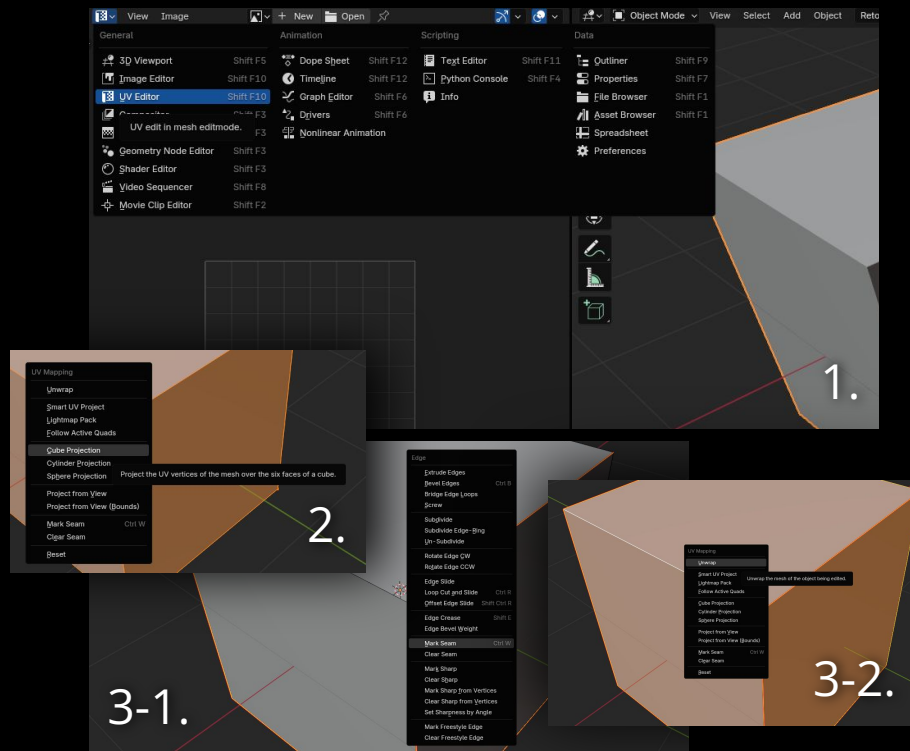 View Image New Open Object Mode View Select Add Object Reto
General Animation Scripting Data
3D Viewport Shift F5 Dope Sheet Shift F12 Text Editor Shift F11 Outliner Shift F9
Image Editor Shift F10 Timeline Shift F12 Python Console Shift F4 Properties Shift F7
UV Editor Shift F10 Graph Editor Shift F6 Info File Browser Shift F1
Shift F3 Drivers Shift F6 Asset Browser Shift F1
UV edit in mesh editmode.
F3 Nonlinear Animation Spreadsheet
Geometry Node Editor Shift F3 Preferences
Shader Editor Shift F3
Video Sequencer Shift F8
Movie Clip Editor Shift F2
1.
UV Mapping
Unwrap
Smart UV Project
Lightmap Pack
Follow Active Quads
Cube Projection
Cylinder Projection
Sphere Projection
Project the UV vertices of the mesh over the six faces of a cube.
Project from View
Project from View (Bounds)
Mark Seam Ctrl W
Clear Seam
Reset
2.
Edge
Extrude Edges
Bevel Edges Ctrl B
Bridge Edge Loops
Screw
Subdivide
Subdivide Edge-Ring
Un-Subdivide
Rotate Edge CW
Rotate Edge CCW
Edge Slide
Loop Cut and Slide Ctrl R
Offset Edge Slide Shift Ctrl R
Edge Crease Shift E
Edge Bevel Weight
Mark Seam Ctrl W
Clear Seam
Mark Sharp
Clear Sharp
Mark Sharp from Vertices
Clear Sharp from Vertices
Set Sharpness by Angle
Mark Freestyle Edge
Clear Freestyle Edge
3-1.
UV Mapping
Unwrap
Smart UV Project
Unwrap the mesh of the object being edited.
Lightmap Pack
Follow Active Quads
Cube Projection
Cylinder Projection
Sphere Projection
Project from View
Project from View (Bounds)
Mark Seam Ctrl W
Clear Seam
Reset
3-2.